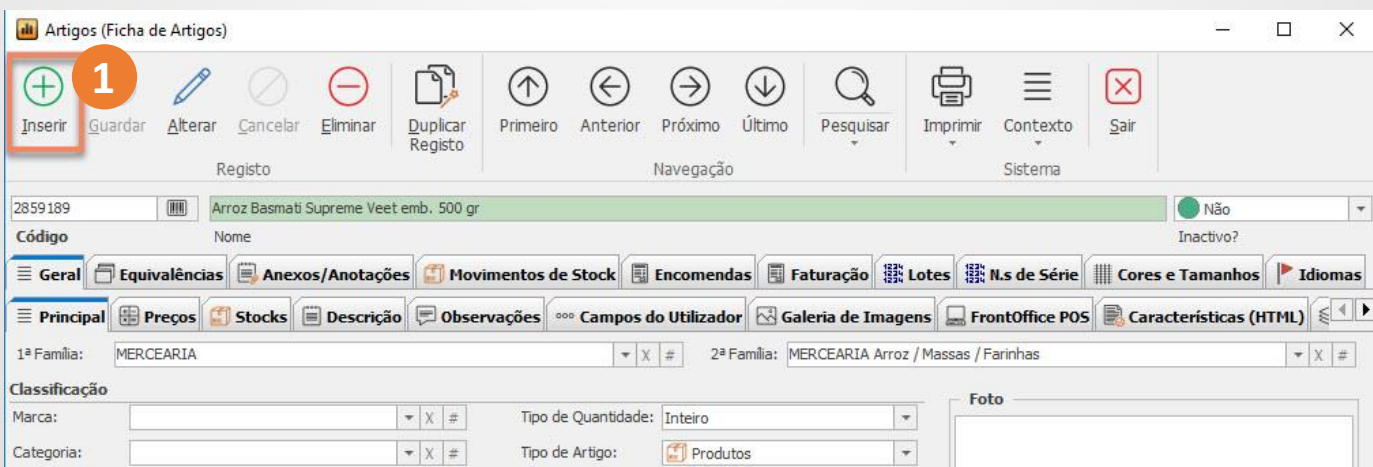 Artigos (Ficha de Artigos)
1
Inserir Guardar Alterar Cancelar Eliminar Duplicar Registo Primeiro Anterior Próximo Último Pesquisar Imprimir Contexto Sair
Registo Navegação Sistema
2859189 Arroz Basmati Supreme Veet emb. 500 gr Não
Código Nome Inactivo?
Geral Equivalências Anexos/Anotações Movimentos de Stock Encomendas Faturação Lotes N.s de Série Cores e Tamanhos Idiomas
Principal Preços Stocks Descrição Observações Campos do Utilizador Galeria de Imagens FrontOffice POS Características (HTML)
1ª Família: MERCEARIA X # 2ª Família: MERCEARIA Arroz / Massas / Farinhas X #
Classificação Foto
Marca: X # Tipo de Quantidade: Inteiro
Categoria: X # Tipo de Artigo: Produtos